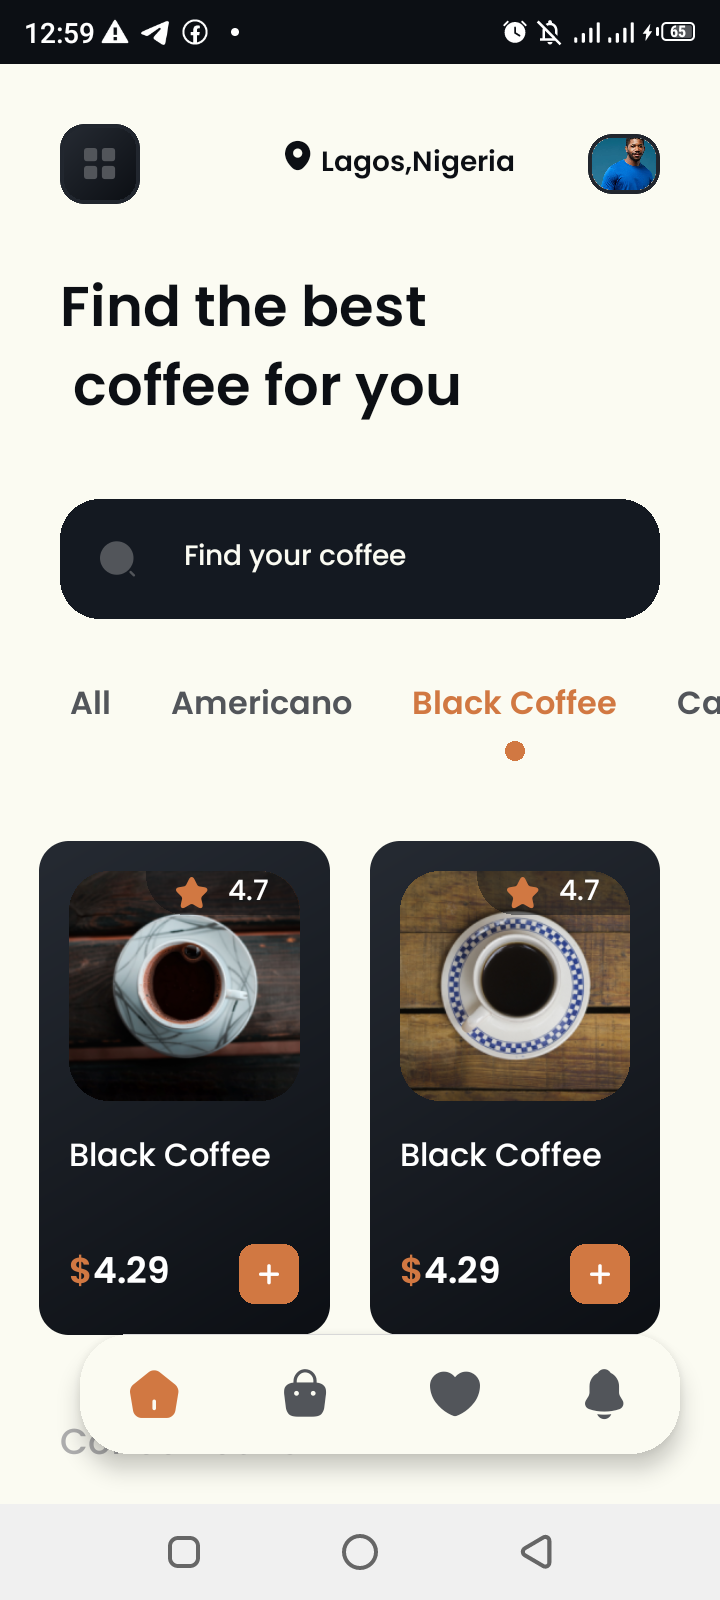 12:59
65
Lagos,Nigeria
Find the best
coffee for you
Find your coffee
All Americano Black Coffee Ca
4.7 4.7
Black Coffee Black Coffee
$4.29 $4.29